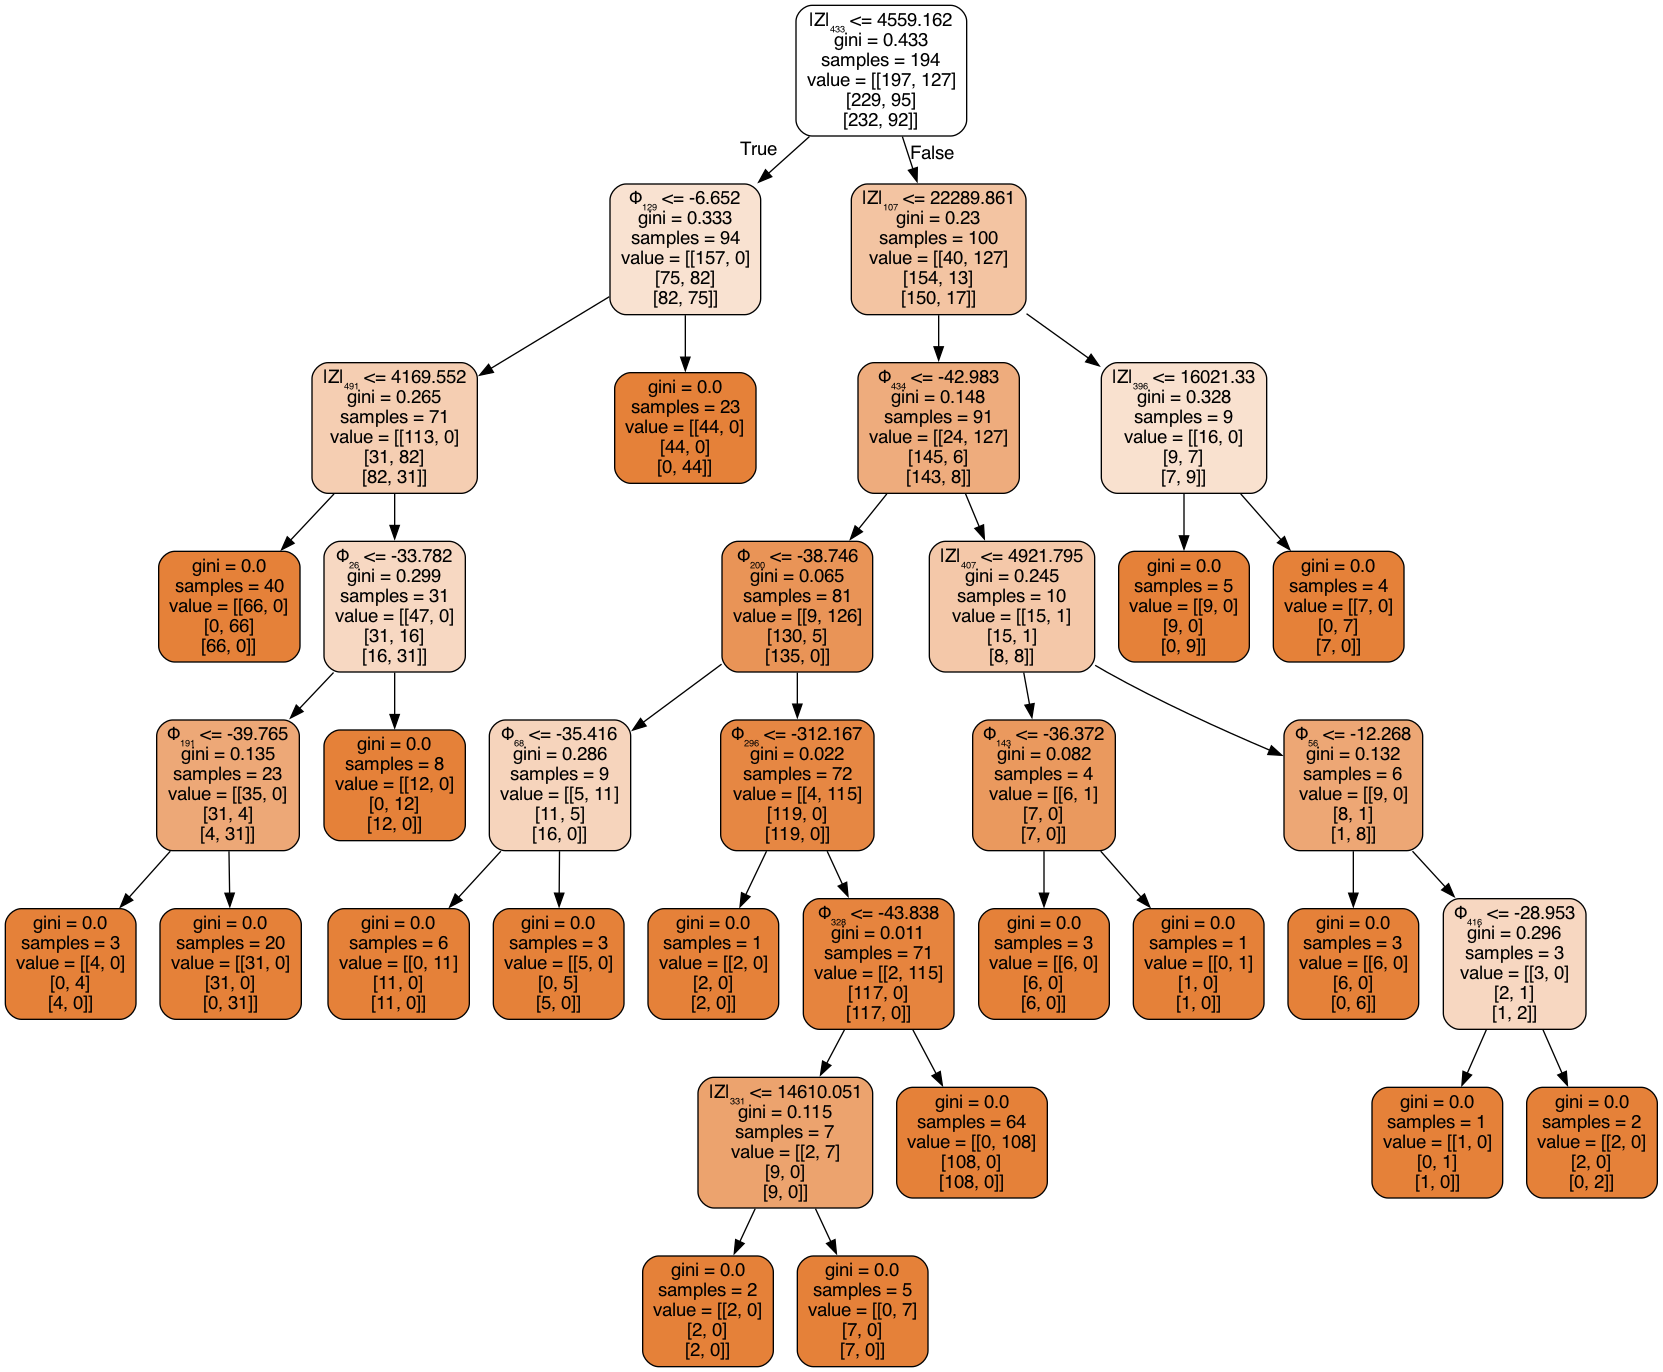 |Z|₄₃₃ <= 4559.162
gini = 0.433
samples = 194
value = [[197, 127]
[229, 95]
[232, 92]]
True
False
Φ₁₂₉ <= -6.652
gini = 0.333
samples = 94
value = [[157, 0]
[75, 82]
[82, 75]]
|Z|₁₀₇ <= 22289.861
gini = 0.23
samples = 100
value = [[40, 127]
[154, 13]
[150, 17]]
|Z|₄₉₁ <= 4169.552
gini = 0.265
samples = 71
value = [[113, 0]
[31, 82]
[82, 31]]
gini = 0.0
samples = 23
value = [[44, 0]
[44, 0]
[0, 44]]
Φ₄₃₄ <= -42.983
gini = 0.148
samples = 91
value = [[24, 127]
[145, 6]
[143, 8]]
|Z|₃₉₆ <= 16021.33
gini = 0.328
samples = 9
value = [[16, 0]
[9, 7]
[7, 9]]
gini = 0.0
samples = 40
value = [[66, 0]
[0, 66]
[66, 0]]
Φ₂₆ <= -33.782
gini = 0.299
samples = 31
value = [[47, 0]
[31, 16]
[16, 31]]
Φ₂₀₀ <= -38.746
gini = 0.065
samples = 81
value = [[9, 126]
[130, 5]
[135, 0]]
|Z|₄₀₇ <= 4921.795
gini = 0.245
samples = 10
value = [[15, 1]
[15, 1]
[8, 8]]
gini = 0.0
samples = 5
value = [[9, 0]
[9, 0]
[0, 9]]
gini = 0.0
samples = 4
value = [[7, 0]
[0, 7]
[7, 0]]
Φ₁₉₁ <= -39.765
gini = 0.135
samples = 23
value = [[35, 0]
[31, 4]
[4, 31]]
gini = 0.0
samples = 8
value = [[12, 0]
[0, 12]
[12, 0]]
Φ₆₈ <= -35.416
gini = 0.286
samples = 9
value = [[5, 11]
[11, 5]
[16, 0]]
Φ₂₉₆ <= -312.167
gini = 0.022
samples = 72
value = [[4, 115]
[119, 0]
[119, 0]]
Φ₁₄₃ <= -36.372
gini = 0.082
samples = 4
value = [[6, 1]
[7, 0]
[7, 0]]
Φ₅₆ <= -12.268
gini = 0.132
samples = 6
value = [[9, 0]
[8, 1]
[1, 8]]
gini = 0.0
samples = 3
value = [[4, 0]
[0, 4]
[4, 0]]
gini = 0.0
samples = 20
value = [[31, 0]
[31, 0]
[0, 31]]
gini = 0.0
samples = 6
value = [[0, 11]
[11, 0]
[11, 0]]
gini = 0.0
samples = 3
value = [[5, 0]
[0, 5]
[5, 0]]
gini = 0.0
samples = 1
value = [[2, 0]
[2, 0]
[2, 0]]
Φ₃₂₈ <= -43.838
gini = 0.011
samples = 71
value = [[2, 115]
[117, 0]
[117, 0]]
gini = 0.0
samples = 3
value = [[6, 0]
[6, 0]
[6, 0]]
gini = 0.0
samples = 1
value = [[0, 1]
[1, 0]
[1, 0]]
gini = 0.0
samples = 3
value = [[6, 0]
[6, 0]
[0, 6]]
Φ₄₁₆ <= -28.953
gini = 0.296
samples = 3
value = [[3, 0]
[2, 1]
[1, 2]]
|Z|₃₃₁ <= 14610.051
gini = 0.115
samples = 7
value = [[2, 7]
[9, 0]
[9, 0]]
gini = 0.0
samples = 64
value = [[0, 108]
[108, 0]
[108, 0]]
gini = 0.0
samples = 1
value = [[1, 0]
[0, 1]
[1, 0]]
gini = 0.0
samples = 2
value = [[2, 0]
[2, 0]
[0, 2]]
gini = 0.0
samples = 2
value = [[2, 0]
[2, 0]
[2, 0]]
gini = 0.0
samples = 5
value = [[0, 7]
[7, 0]
[7, 0]]